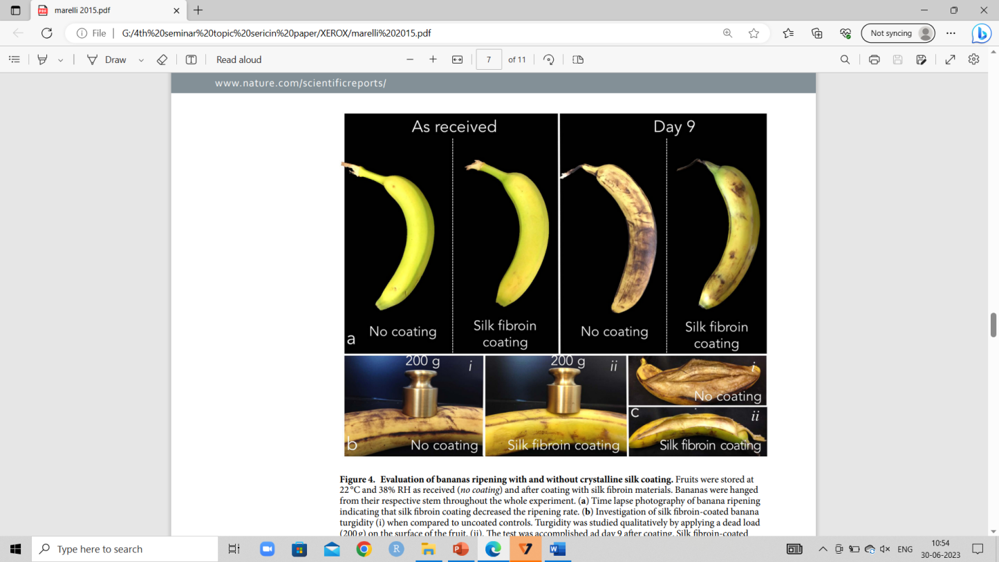 marelli 2015.pdf
File
G:/4th%20seminar%20topic%20sericin%20paper/XEROX/marelli%202015.pdf
Not syncing
Draw
Read aloud
7
of 11
www.nature.com/scientificreports/
As received
Day 9
No coating
Silk fibroin
coating
No coating
Silk fibroin
coating
a
200 g
i
200 g
ii
i
No coating
c
ii
b
No coating
Silk fibroin coating
Silk fibroin coating
Figure 4. Evaluation of bananas ripening with and without crystalline silk coating. Fruits were stored at
22 °C and 38% RH as received (no coating) and after coating with silk fibroin materials. Bananas were hanged
from their respective stem throughout the whole experiment. (a) Time lapse photography of banana ripening
indicating that silk fibroin coating decreased the ripening rate. (b) Investigation of silk fibroin-coated banana
turgidity (i) when compared to uncoated controls. Turgidity was studied qualitatively by applying a dead load
(200 g) on the surface of the fruit. (ii). The test was accomplished ad day 9 after coating. Silk fibroin-coated
Type here to search
ENG
10:54
30-06-2023